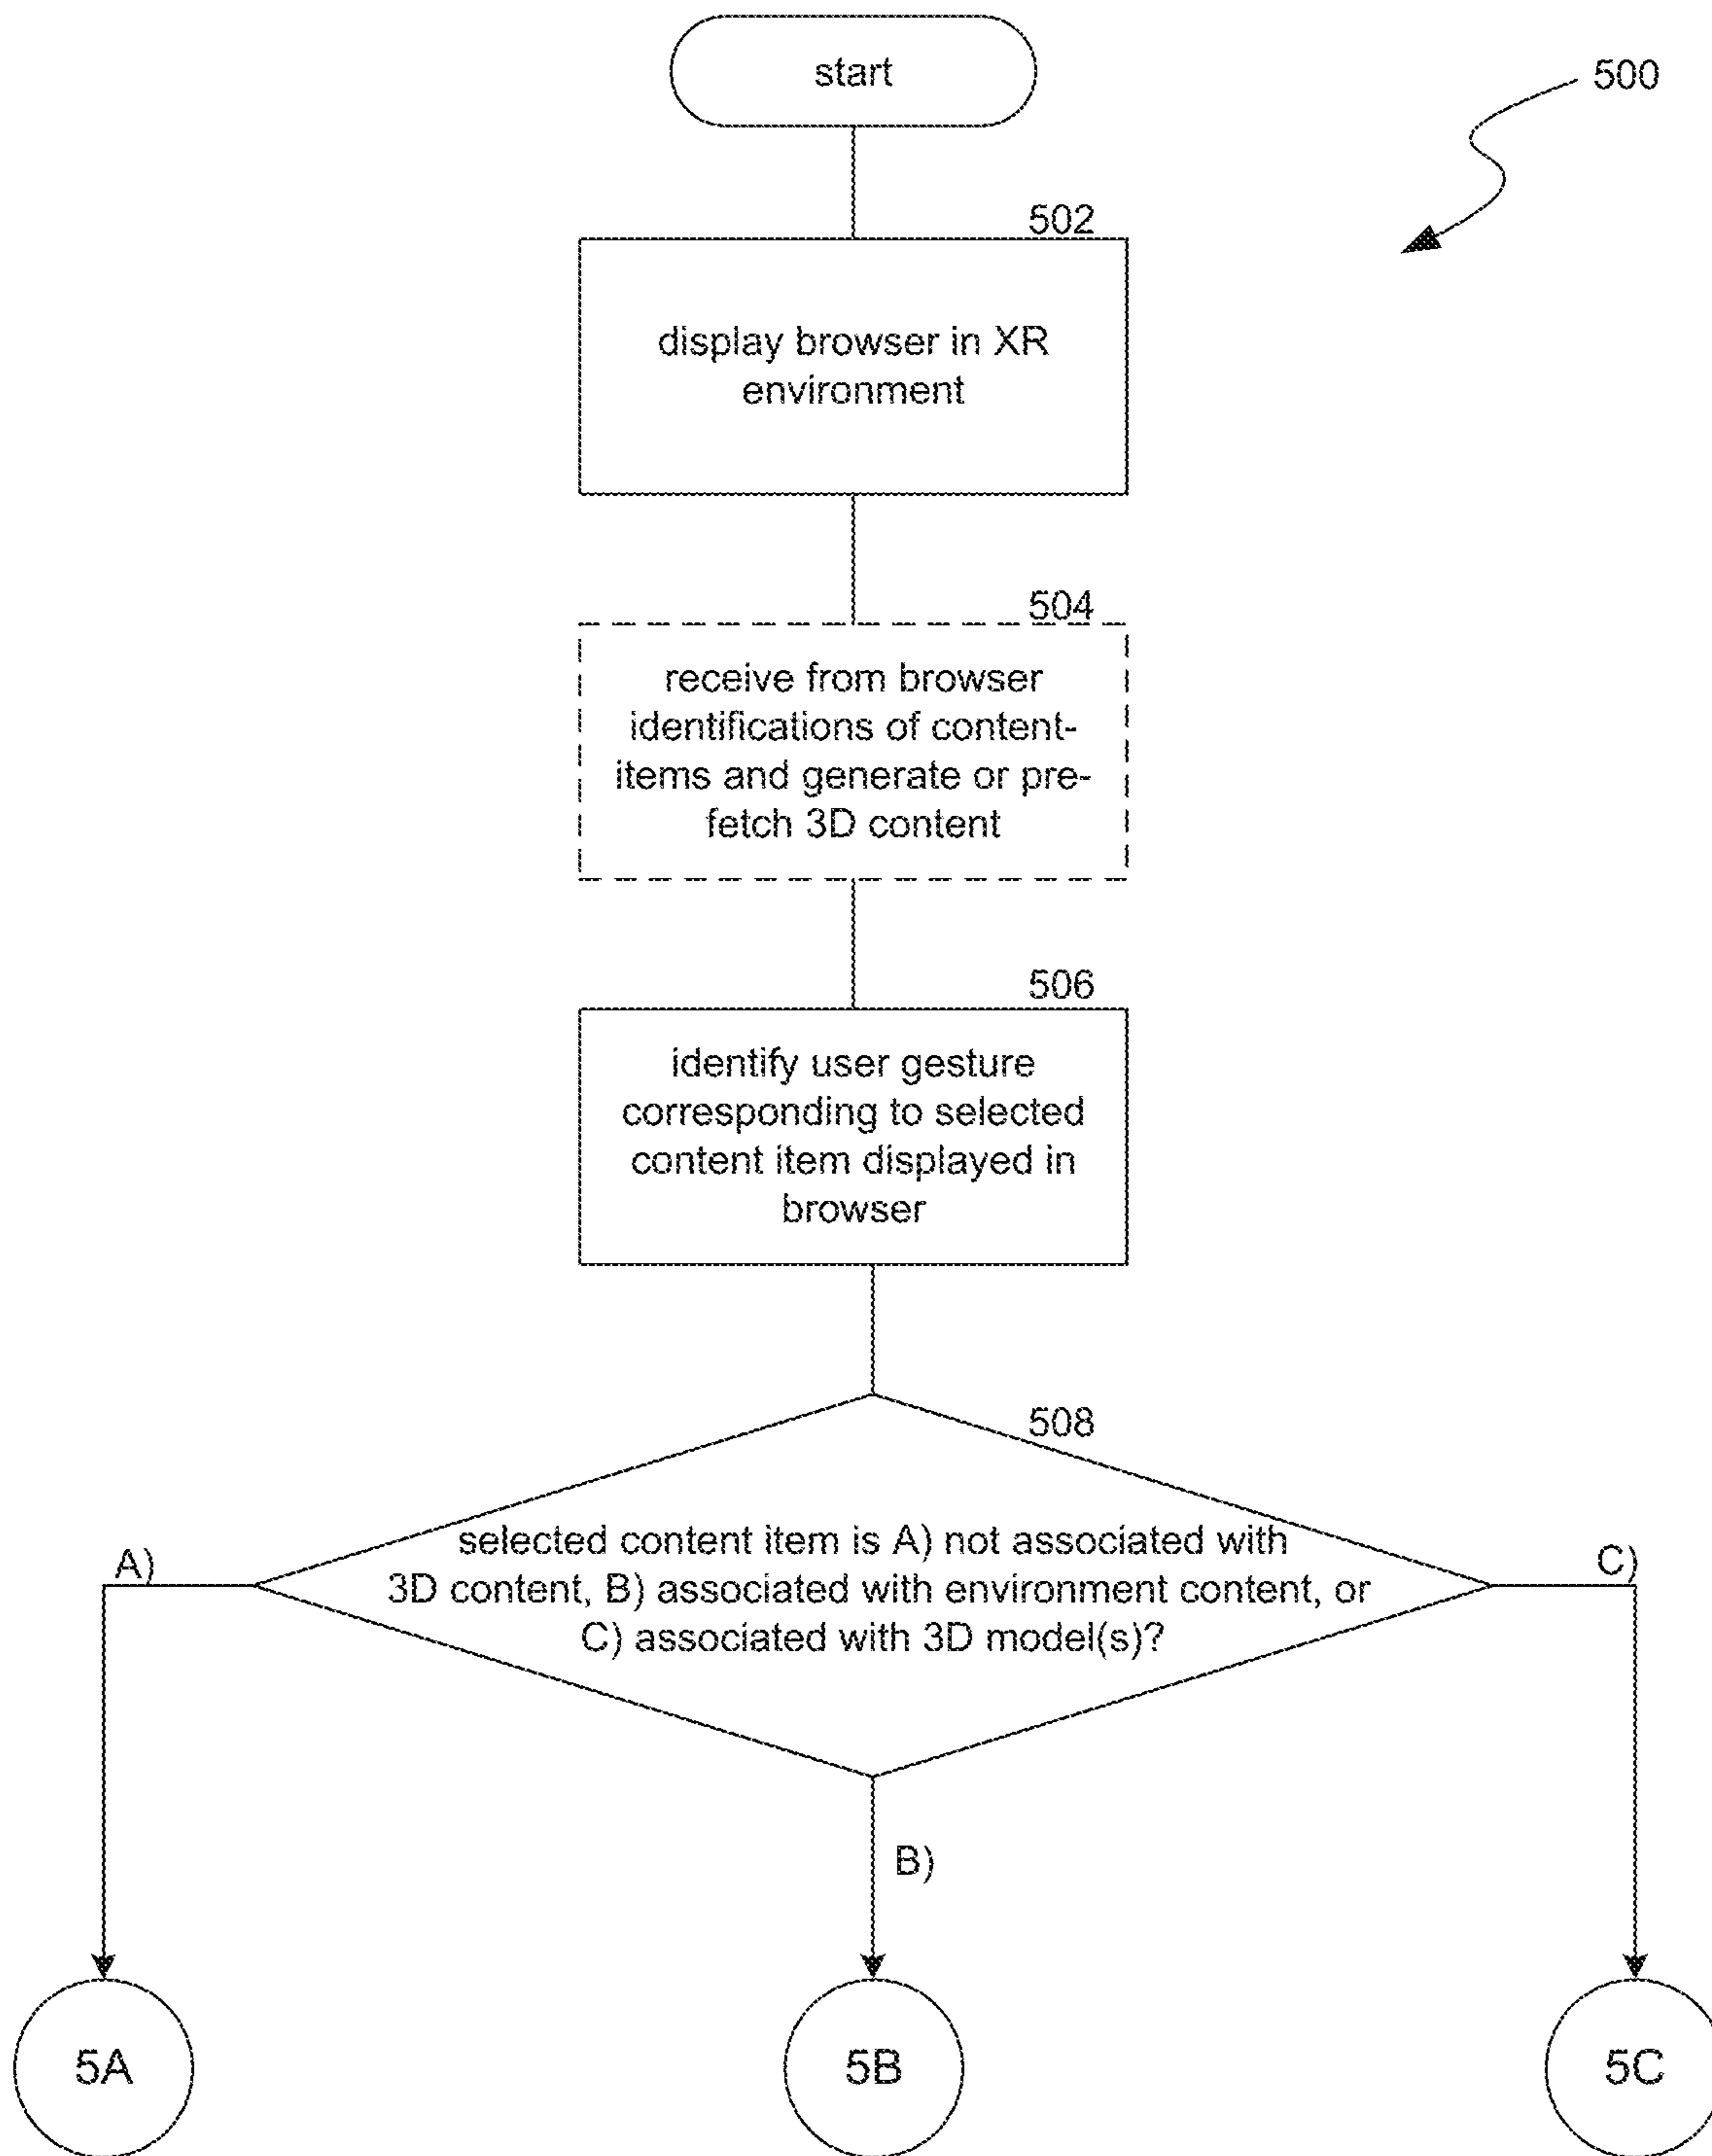 start
500
502
display browser in XR
environment
504
receive from browser
identifications of content-
items and generate or pre-
fetch 3D content
506
identify user gesture
corresponding to selected
content item displayed in
browser
508
selected content item is A) not associated with
3D content, B) associated with environment content, or
C) associated with 3D model(s)?
A)
C)
B)
5A
5B
5C